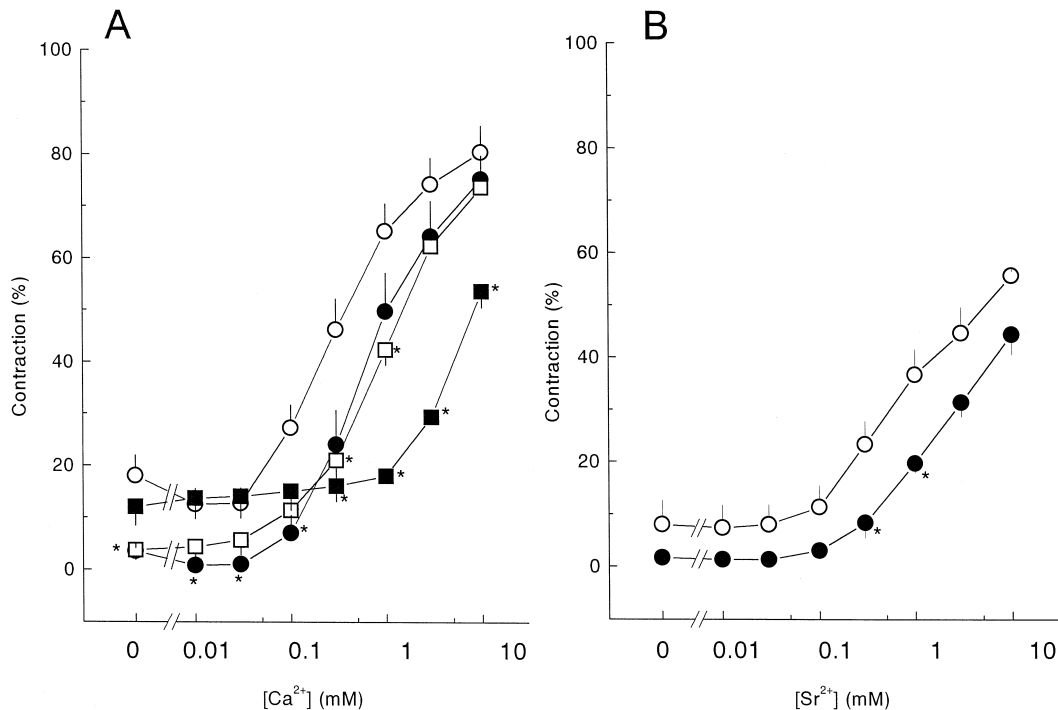 A
B
100
80
60
40
20
0
Contraction (%)
* * * * * * * * * * *
0 0.01 0.1 1 10
[Ca²⁺] (mM)
100
80
60
40
20
0
Contraction (%)
* *
0 0.01 0.1 1 10
[Sr²⁺] (mM)